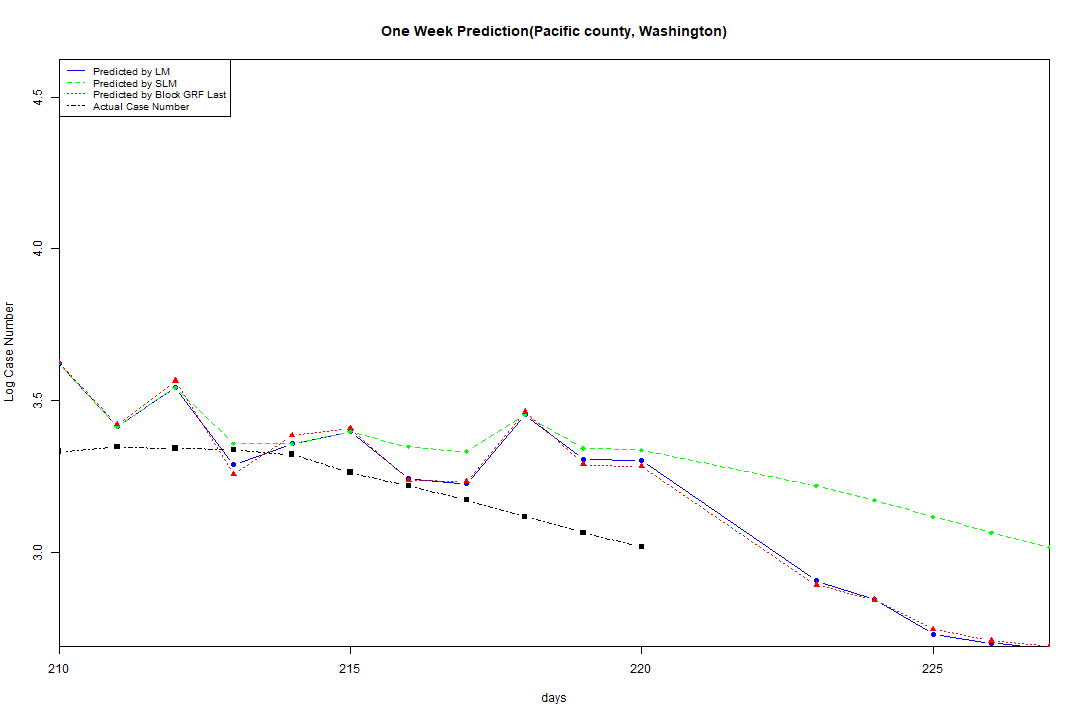 One Week Prediction(Pacific county, Washington)
Predicted by LM
Predicted by SLM
Predicted by Block GRF Last
Actual Case Number
4.5
4.0
3.5
3.0
Log Case Number
210
215
220
225
days